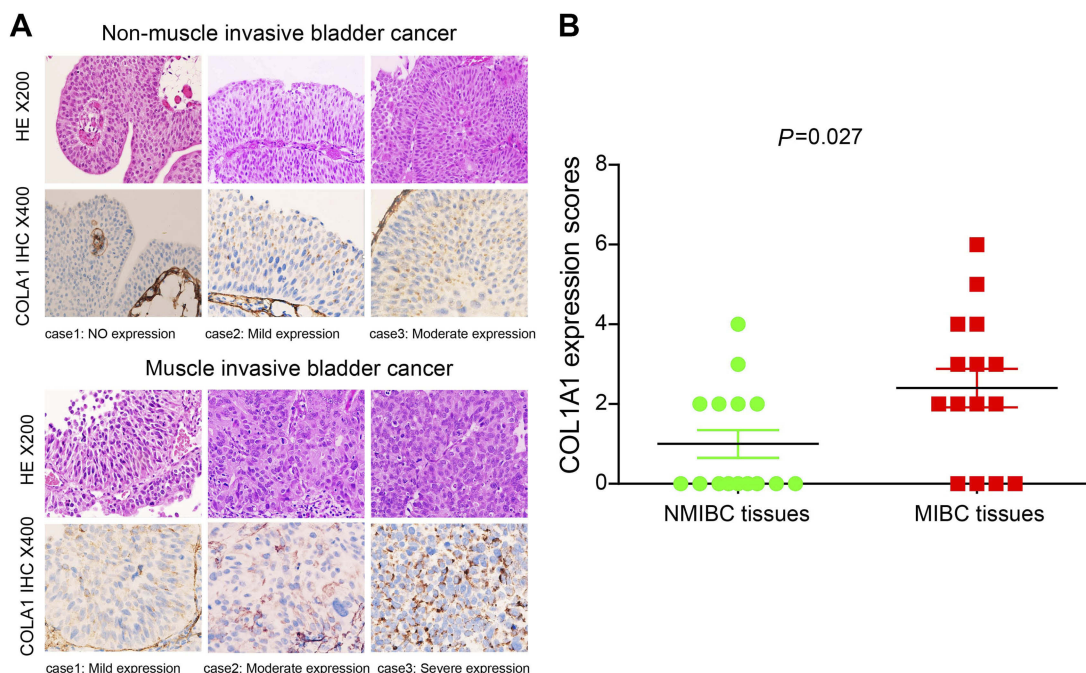 A
Non-muscle invasive bladder cancer
HE X200
COLA1 IHC X400
case1: NO expression
case2: Mild expression
case3: Moderate expression
Muscle invasive bladder cancer
HE X200
COLA1 IHC X400
case1: Mild expression
case2: Moderate expression
case3: Severe expression
B
P=0.027
COL1A1 expression scores
8
6
4
2
0
NMIBC tissues
MIBC tissues